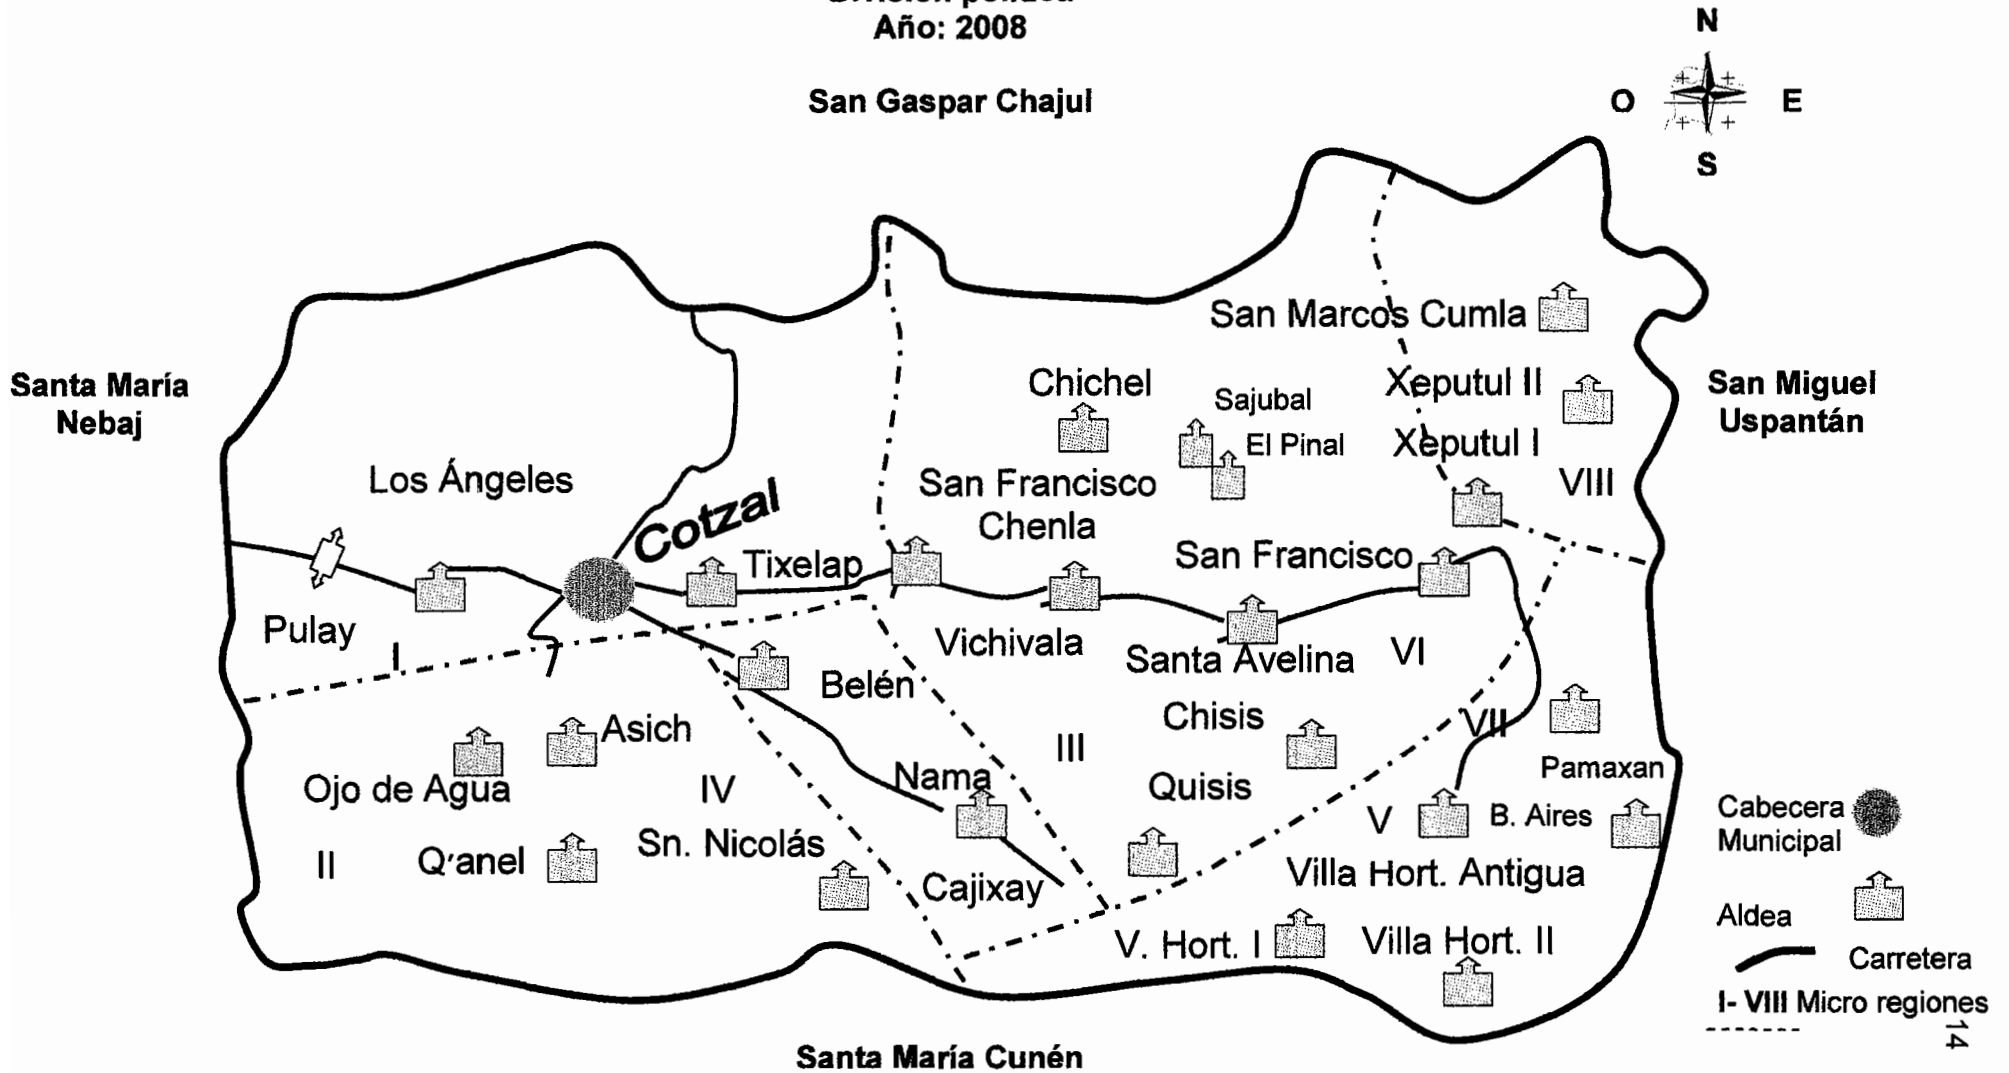 Año: 2008
N
San Gaspar Chajul
O
E
S
San Marcos Cumla
Santa María
Nebaj
Chichel
Sajubal
El Pinal
Xeputul II
Xeputul I
San Miguel
Uspantán
Los Ángeles
Cotzal
San Francisco
Chenla
VIII
Tixelap
San Francisco
Pulay
I
Vichivala
Santa Avelina
VI
Belén
Chisis
VII
Asich
III
Ojo de Agua
IV
Nama
Quisis
Pamaxan
V
B. Aires
Cabecera
Municipal
II
Q'anel
Sn. Nicolás
Cajixay
Villa Hort. Antigua
Aldea
V. Hort. I
Villa Hort. II
Carretera
I- VIII Micro regiones
14
Santa María Cunén